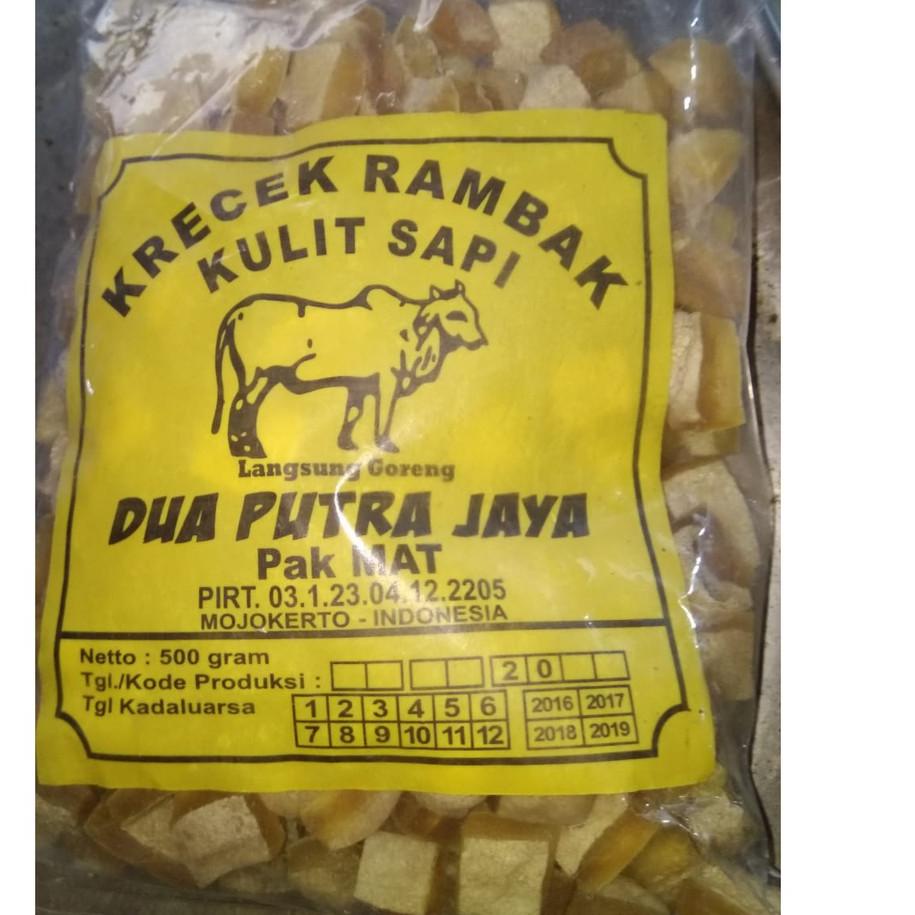 KRECEK RAMBAK
KULIT SAPI
Langsung Goreng
DUA PUTRA JAYA
Pak MAT
PIRT. 03.1.23.04.12.2205
MOJOKERTO - INDONESIA
Netto : 500 gram
Tgl./Kode Produksi : 2 0
Tgl Kadaluarsa 1 2 3 4 5 6 2016 2017
7 8 9 10 11 12 2018 2019